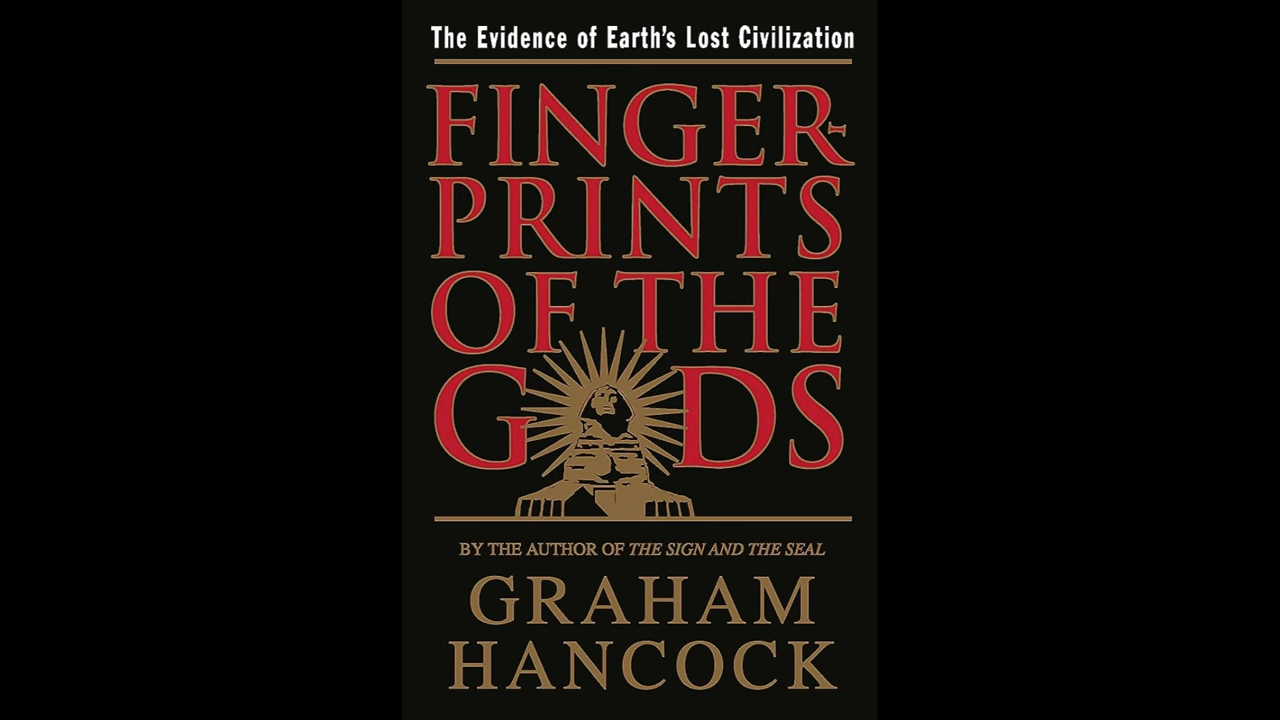 The Evidence of Earth's Lost Civilization
FINGER-
PRINTS
OF THE
GODS
BY THE AUTHOR OF THE SIGN AND THE SEAL
GRAHAM
HANCOCK